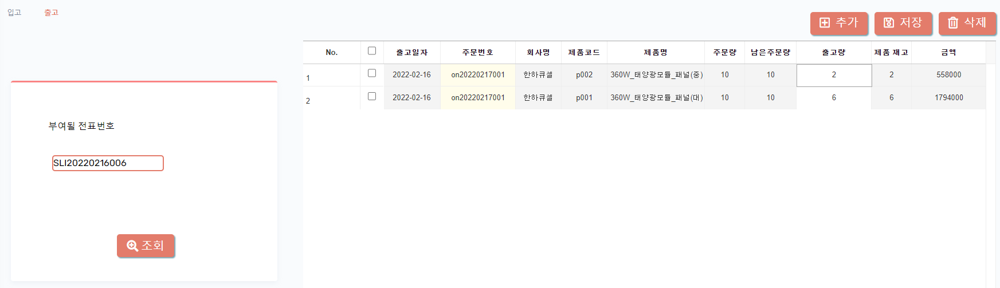 입고 출고
추가 저장 삭제
No. 출고일자 주문번호 회사명 제품코드 제품명 주문량 남은주문량 출고량 제품 재고 금액
1 2022-02-16 on20220217001 한하큐셀 p002 360W_태양광모듈_패널(중) 10 10 2 2 558000
2 2022-02-16 on20220217001 한하큐셀 p001 360W_태양광모듈_패널(대) 10 10 6 6 1794000
부여될 전표번호
SLI20220216006
조회